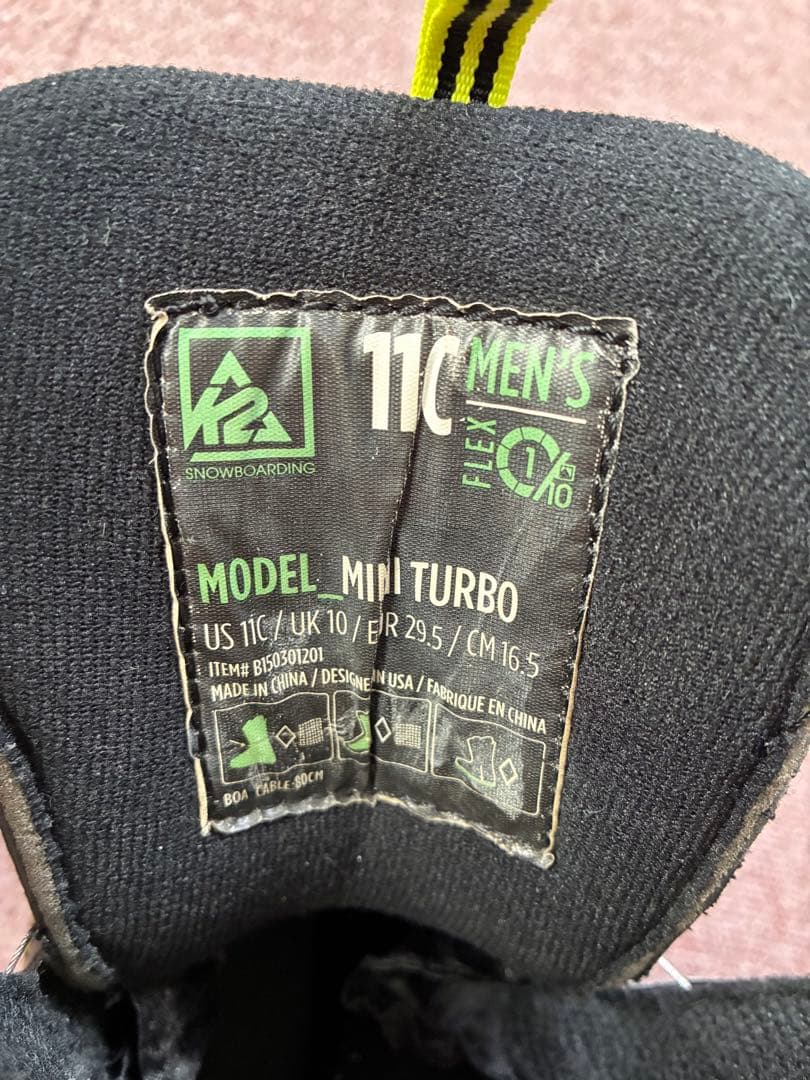 K2
SNOWBOARDING
11C
MEN'S
FLEX
1/10
MODEL_MINI TURBO
US 11C / UK 10 / EUR 29.5 / CM 16.5
ITEM# B150301201
MADE IN CHINA / DESIGNED IN USA / FABRIQUE EN CHINA
BOA CABLE-80CM